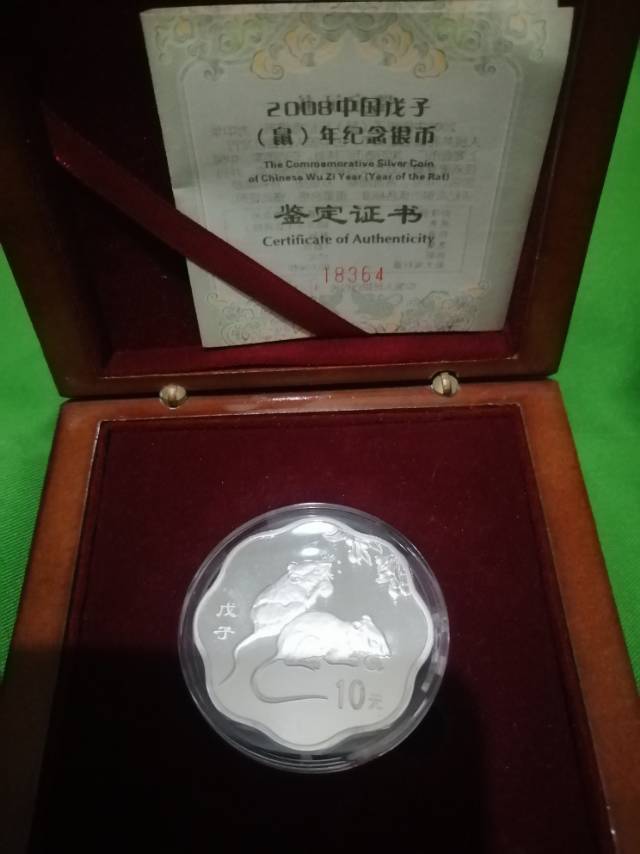 2008中国戊子
（鼠）年纪念银币
The Commemorative Silver Coin
of Chinese Wu Zi Year (Year of the Rat)
鉴定证书
Certificate of Authenticity
18364
戊子
10元